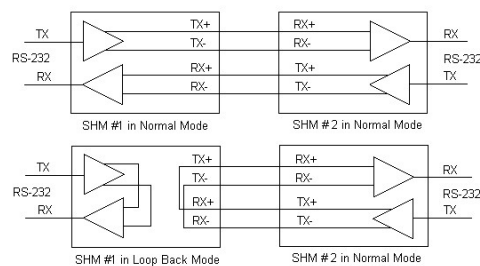 TX TX+ RX+ RX
TX- RX-
RS-232 RS-232
RX RX+ TX+ TX
RX- TX-
SHM #1 in Normal Mode SHM #2 in Normal Mode
TX TX+ RX+ RX
TX- RX-
RS-232 RS-232
RX RX+ TX+ TX
RX- TX-
SHM #1 in Loop Back Mode SHM #2 in Normal Mode